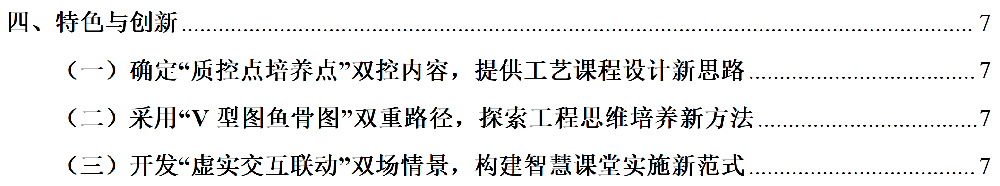 四、特色与创新........................................................................................................ 7
（一）确定“质控点培养点”双控内容，提供工艺课程设计新思路..................................... 7
（二）采用“V 型图鱼骨图”双重路径，探索工程思维培养新方法....................................7
（三）开发“虚实交互联动”双场情景，构建智慧课堂实施新范式..................................... 7